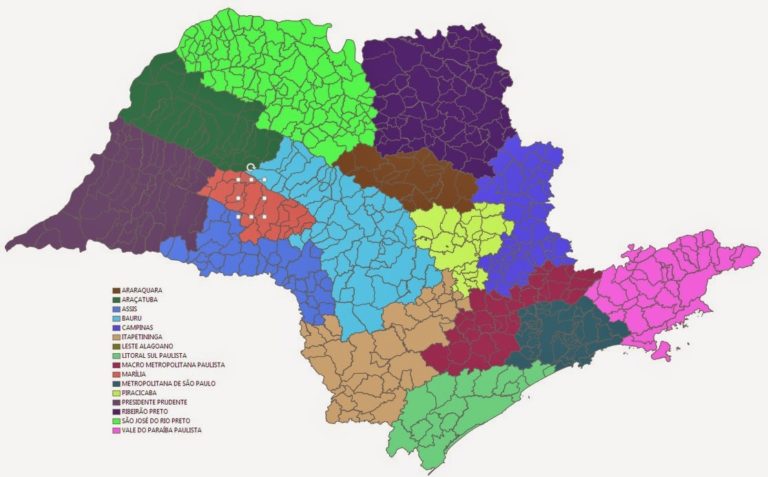 ARARAQUARA
ARAÇATUBA
ASSIS
BAURU
CAMPINAS
ITAPETININGA
LESTE ALAGOANO
LITORAL SUL PAULISTA
MACRO METROPOLITANA PAULISTA
MARÍLIA
METROPOLITANA DE SÃO PAULO
PIRACICABA
PRESIDENTE PRUDENTE
RIBEIRÃO PRETO
SÃO JOSÉ DO RIO PRETO
VALE DO PARAÍBA PAULISTA